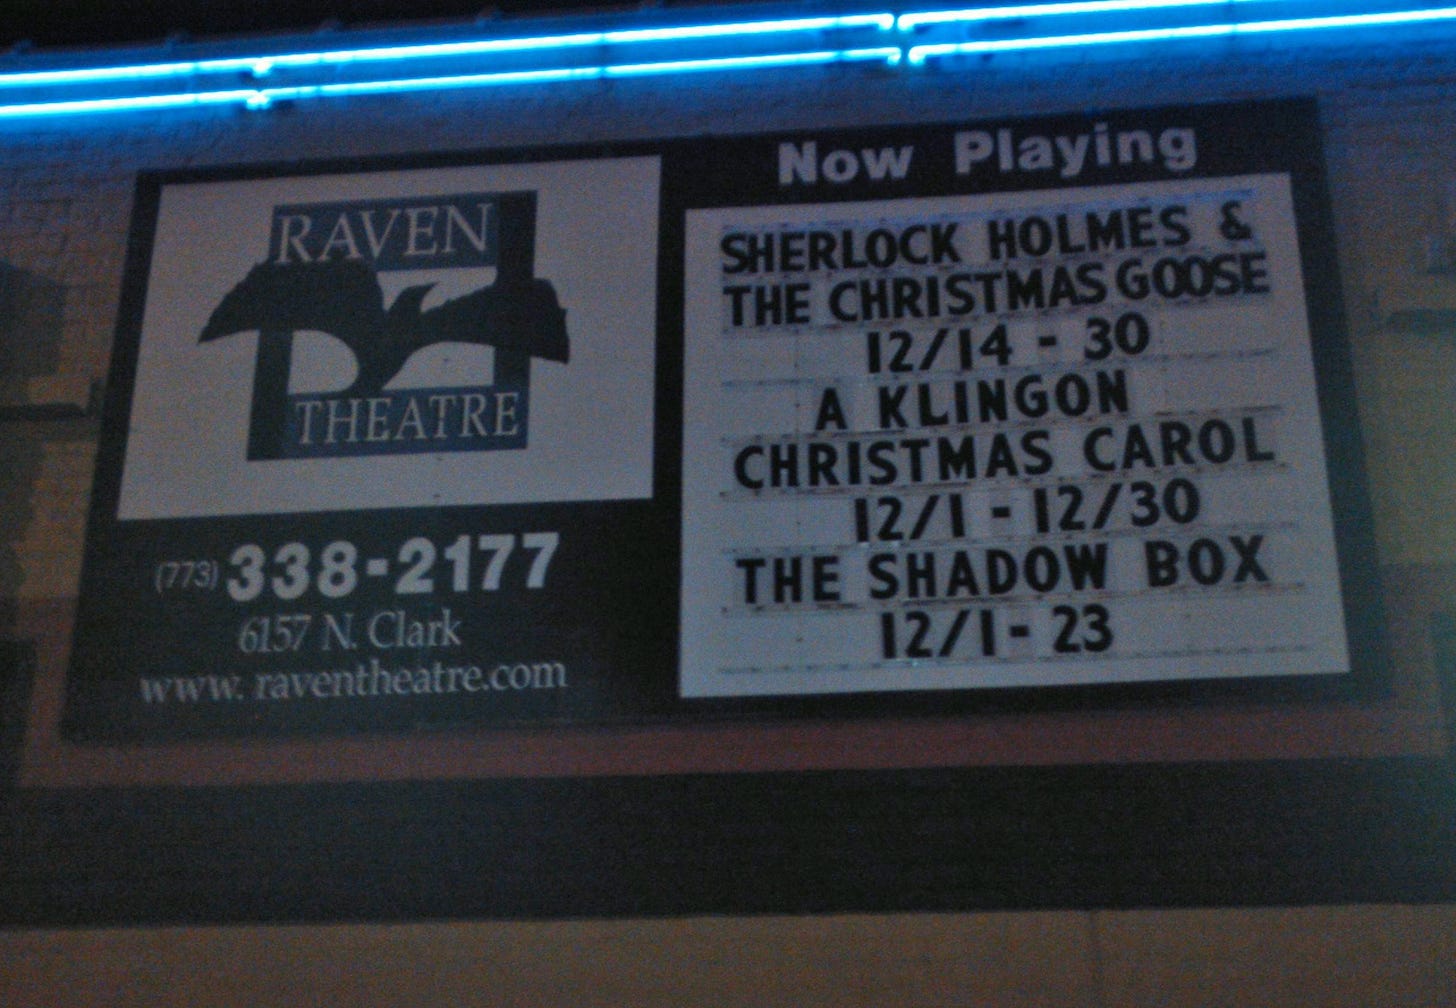 RAVEN
THEATRE
(773) 338-2177
6157 N. Clark
www. raventheatre.com
Now Playing
SHERLOCK HOLMES &
THE CHRISTMAS GOOSE
12/14 - 30
A KLINGON
CHRISTMAS CAROL
12/1 - 12/30
THE SHADOW BOX
12/1- 23